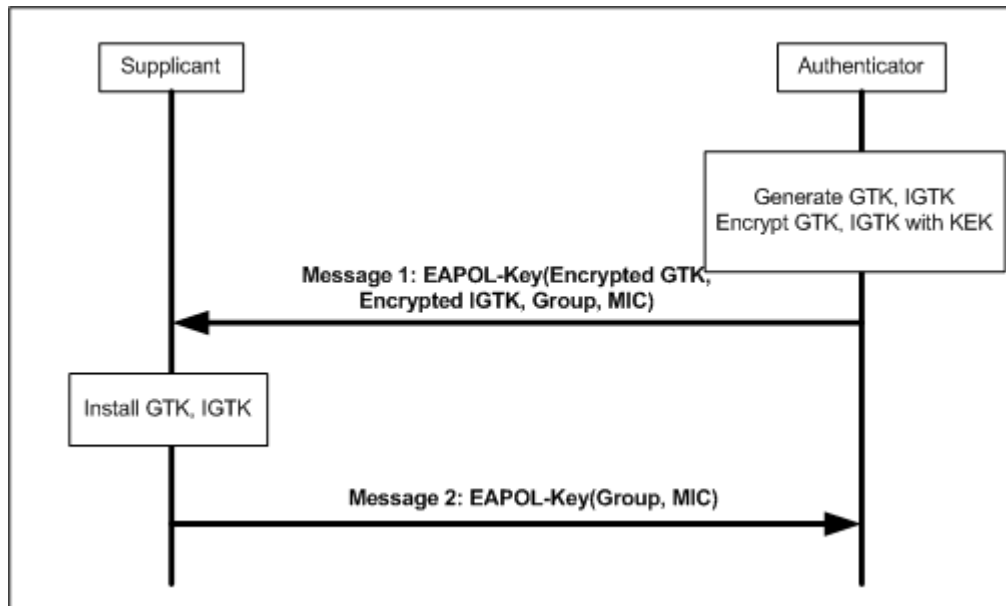 Supplicant
Authenticator
Generate GTK, IGTK
Encrypt GTK, IGTK with KEK
Message 1: EAPOL-Key(Encrypted GTK,
Encrypted IGTK, Group, MIC)
Install GTK, IGTK
Message 2: EAPOL-Key(Group, MIC)